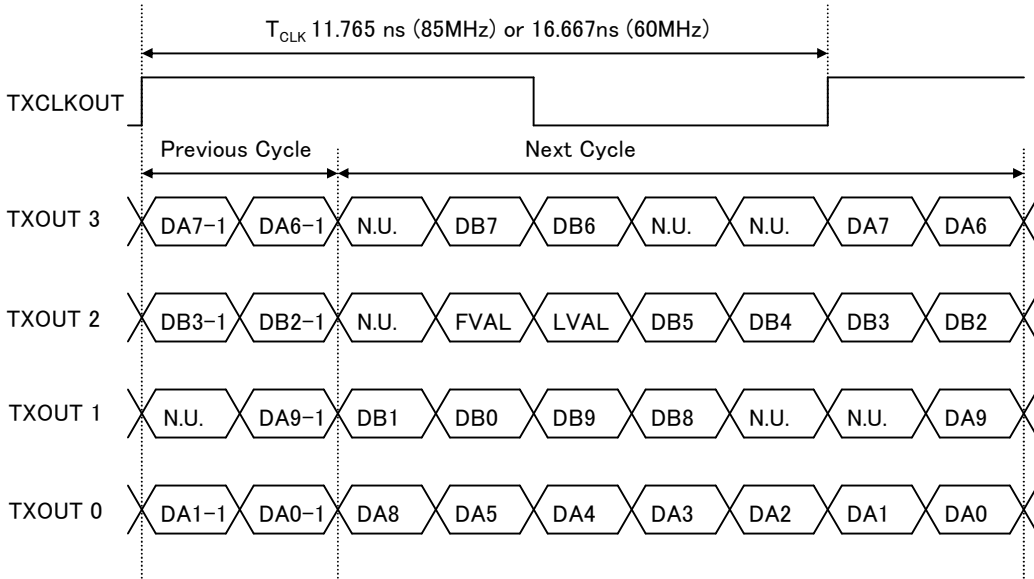 T_CLK 11.765 ns (85MHz) or 16.667ns (60MHz)
TXCLKOUT
Previous Cycle Next Cycle
TXOUT 3 DA7-1 DA6-1 N.U. DB7 DB6 N.U. N.U. DA7 DA6
TXOUT 2 DB3-1 DB2-1 N.U. FVAL LVAL DB5 DB4 DB3 DB2
TXOUT 1 N.U. DA9-1 DB1 DB0 DB9 DB8 N.U. N.U. DA9
TXOUT 0 DA1-1 DA0-1 DA8 DA5 DA4 DA3 DA2 DA1 DA0